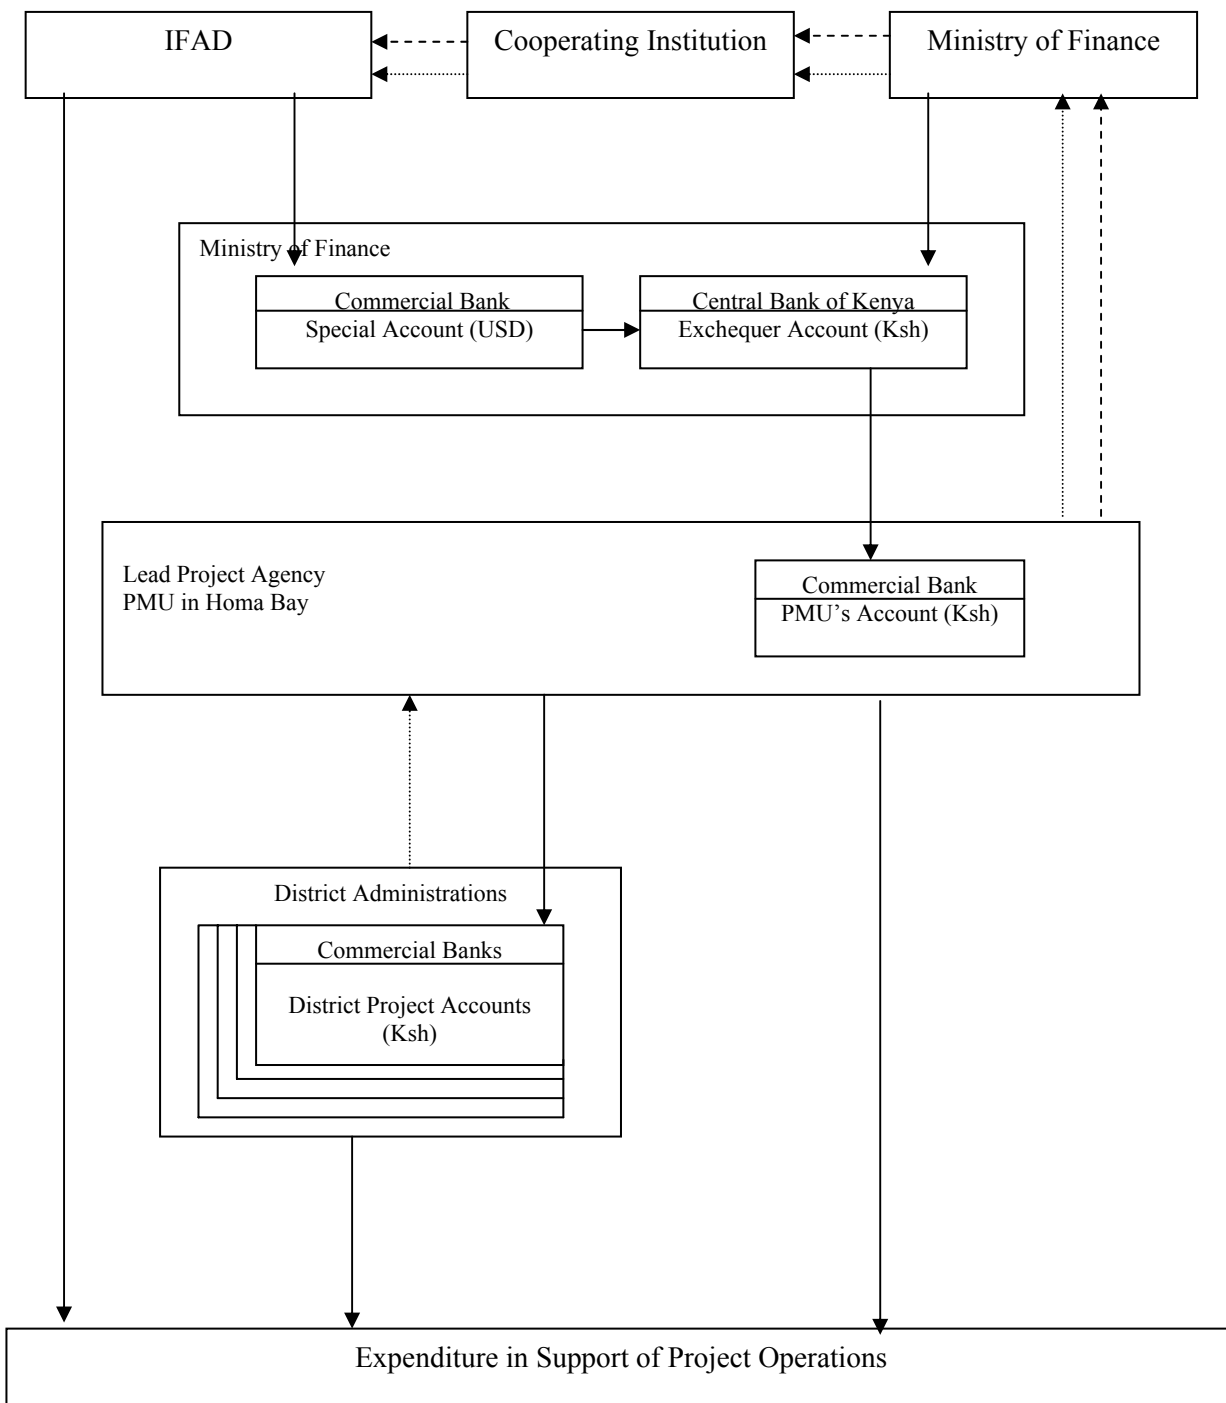 IFAD
Cooperating Institution
Ministry of Finance
Ministry of Finance
Commercial Bank
Special Account (USD)
Central Bank of Kenya
Exchequer Account (Ksh)
Lead Project Agency
PMU in Homa Bay
Commercial Bank
PMU’s Account (Ksh)
District Administrations
Commercial Banks
District Project Accounts
(Ksh)
Expenditure in Support of Project Operations